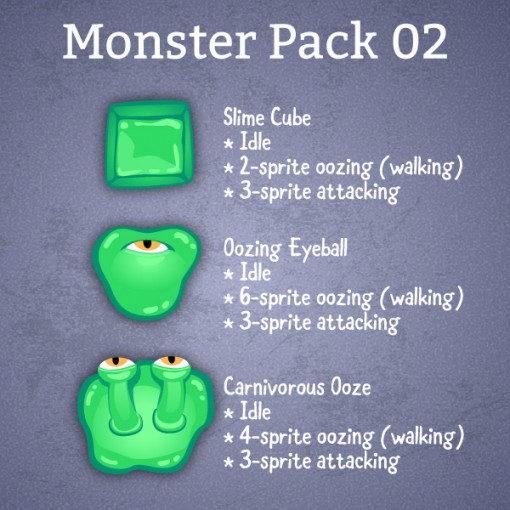 Monster Pack 02
Slime Cube
* Idle
* 2-sprite oozing (walking)
* 3-sprite attacking
Oozing Eyeball
* Idle
* 6-sprite oozing (walking)
* 3-sprite attacking
Carnivorous Ooze
* Idle
* 4-sprite oozing (walking)
* 3-sprite attacking